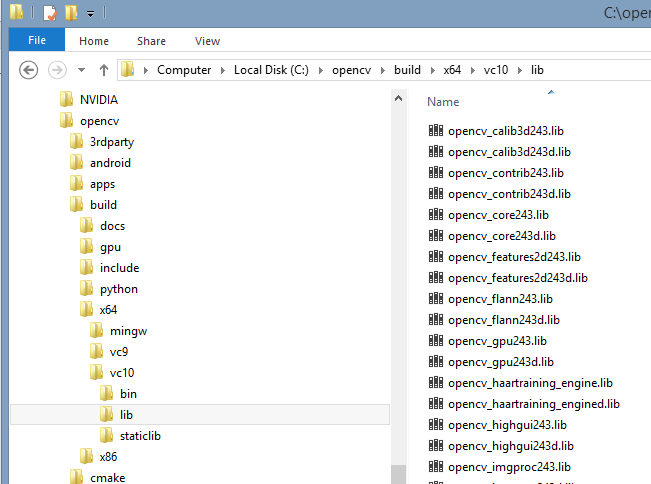 C:\open
File Home Share View
Computer Local Disk (C:) opencv build x64 vc10 lib
NVIDIA
opencv
3rdparty
android
apps
build
docs
gpu
include
python
x64
mingw
vc9
vc10
bin
lib
staticlib
x86
cmake
Name
opencv_calib3d243.lib
opencv_calib3d243d.lib
opencv_contrib243.lib
opencv_contrib243d.lib
opencv_core243.lib
opencv_core243d.lib
opencv_features2d243.lib
opencv_features2d243d.lib
opencv_flann243.lib
opencv_flann243d.lib
opencv_gpu243.lib
opencv_gpu243d.lib
opencv_haartraining_engine.lib
opencv_haartraining_engined.lib
opencv_highgui243.lib
opencv_highgui243d.lib
opencv_imgproc243.lib